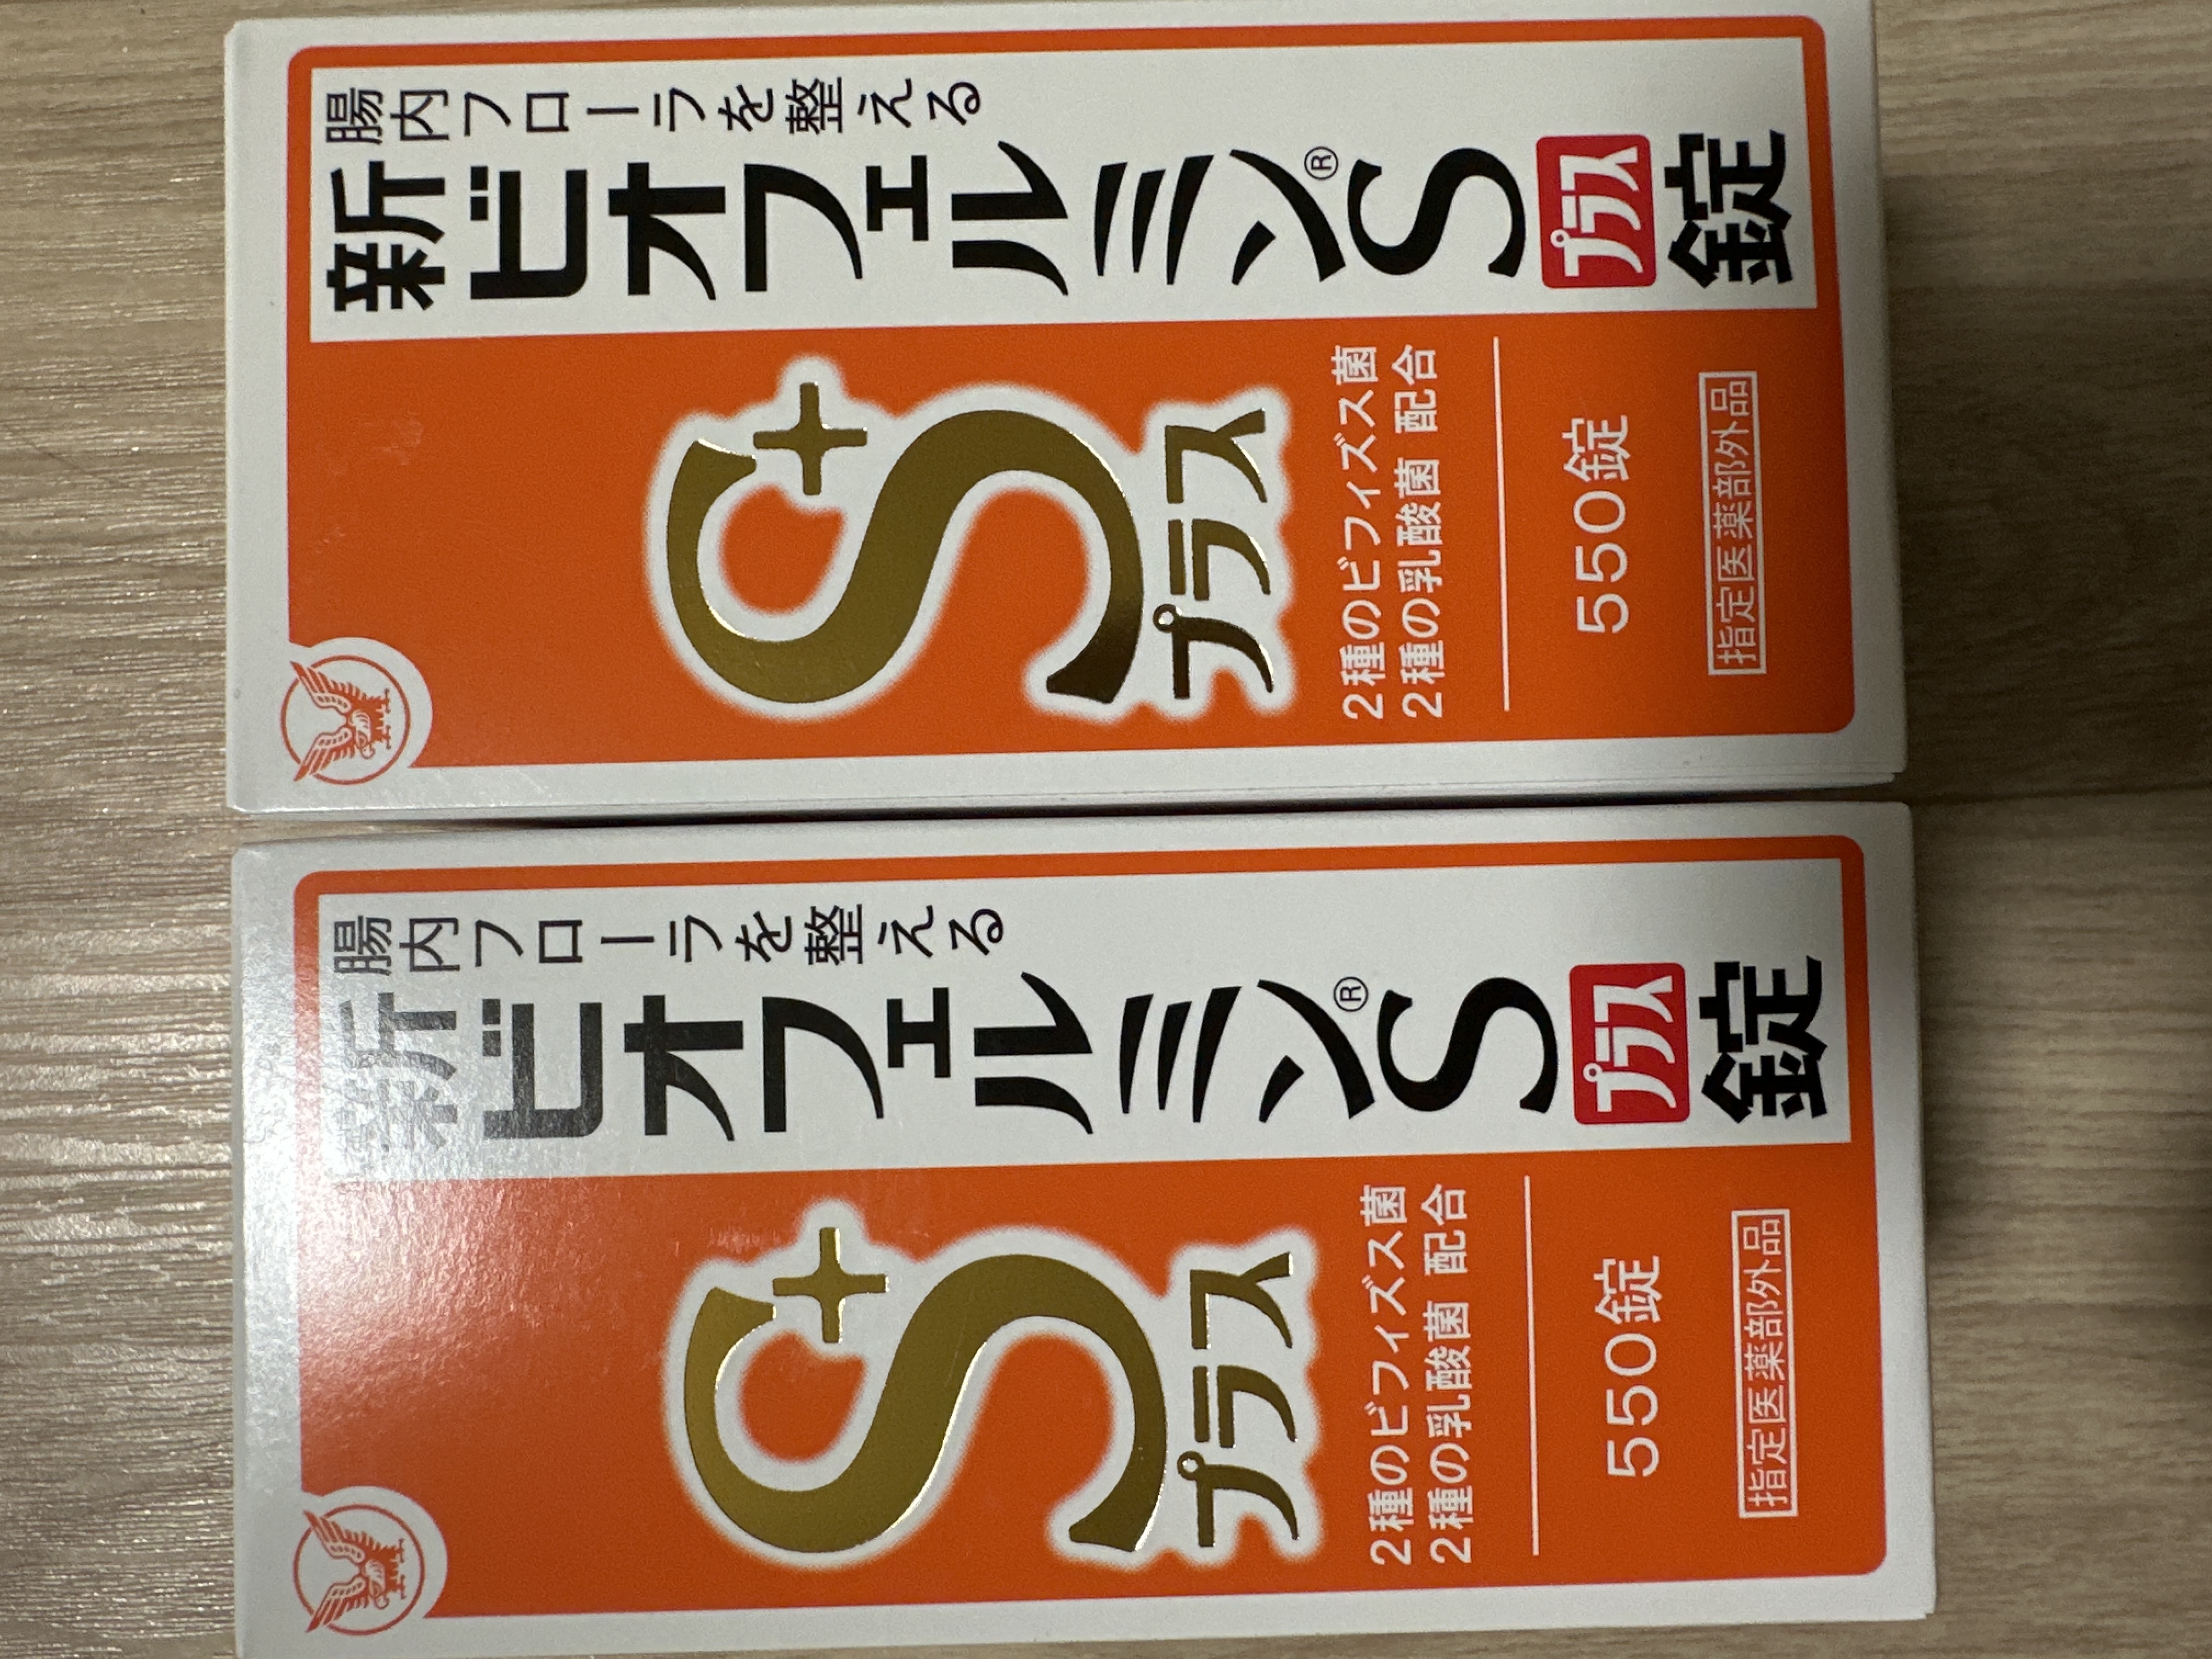 腸内フローラを整える
新ビオフェルミン®Sプラス錠
S+
プラス
2種のビフィズス菌
2種の乳酸菌 配合
550錠
指定医薬部外品
腸内フローラを整える
新ビオフェルミン®Sプラス錠
S+
プラス
2種のビフィズス菌
2種の乳酸菌 配合
550錠
指定医薬部外品